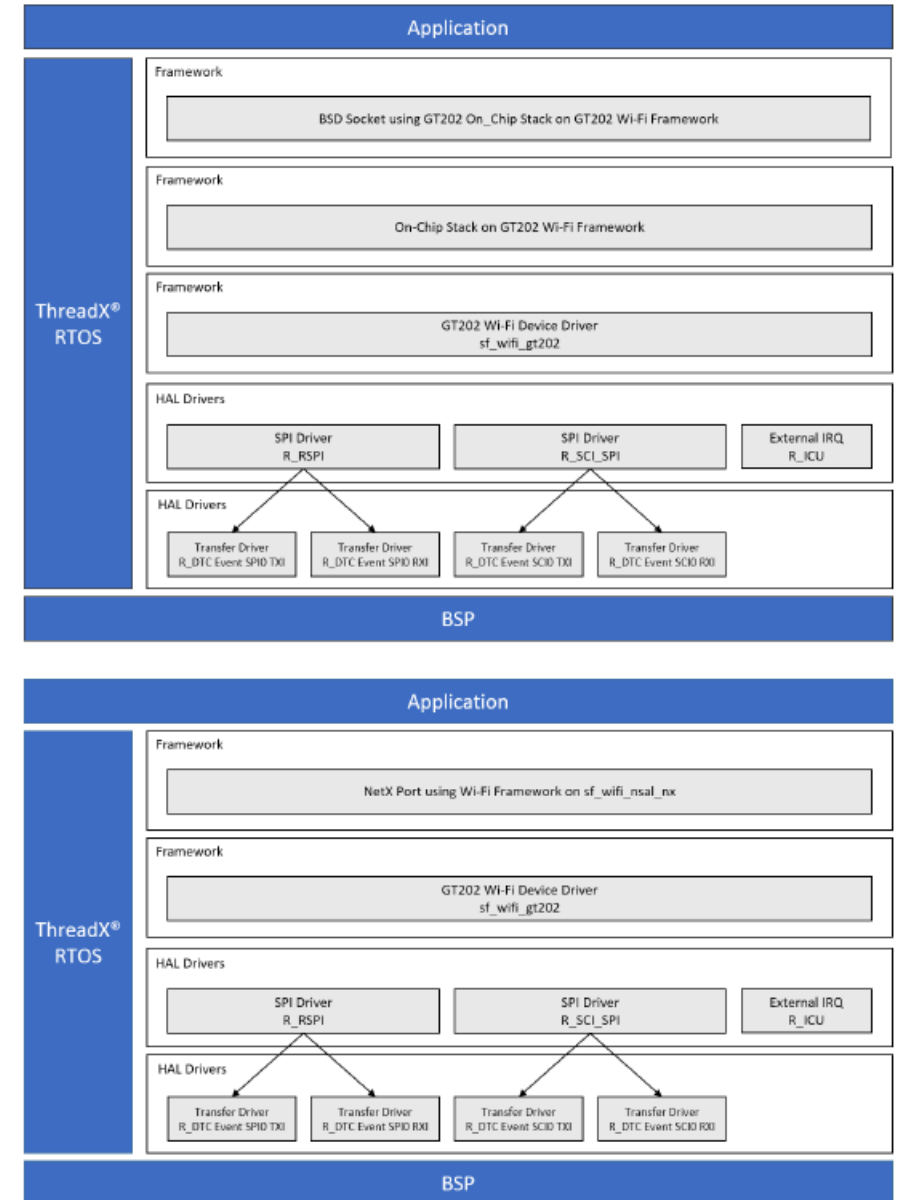 Application
ThreadX®
RTOS
Framework
BSD Socket using GT202 On_Chip Stack on GT202 Wi-Fi Framework
Framework
On-Chip Stack on GT202 Wi-Fi Framework
Framework
GT202 Wi-Fi Device Driver
sf_wifi_gt202
HAL Drivers
SPI Driver
R_RSPI
SPI Driver
R_SCI_SPI
External IRQ
R_ICU
HAL Drivers
Transfer Driver
R_DTC Event SPI0 TXI
Transfer Driver
R_DTC Event SPI0 RXI
Transfer Driver
R_DTC Event SCI0 TXI
Transfer Driver
R_DTC Event SCI0 RXI
BSP
Application
ThreadX®
RTOS
Framework
NetX Port using Wi-Fi Framework on sf_wifi_nsal_nx
Framework
GT202 Wi-Fi Device Driver
sf_wifi_gt202
HAL Drivers
SPI Driver
R_RSPI
SPI Driver
R_SCI_SPI
External IRQ
R_ICU
HAL Drivers
Transfer Driver
R_DTC Event SPI0 TXI
Transfer Driver
R_DTC Event SPI0 RXI
Transfer Driver
R_DTC Event SCI0 TXI
Transfer Driver
R_DTC Event SCI0 RXI
BSP